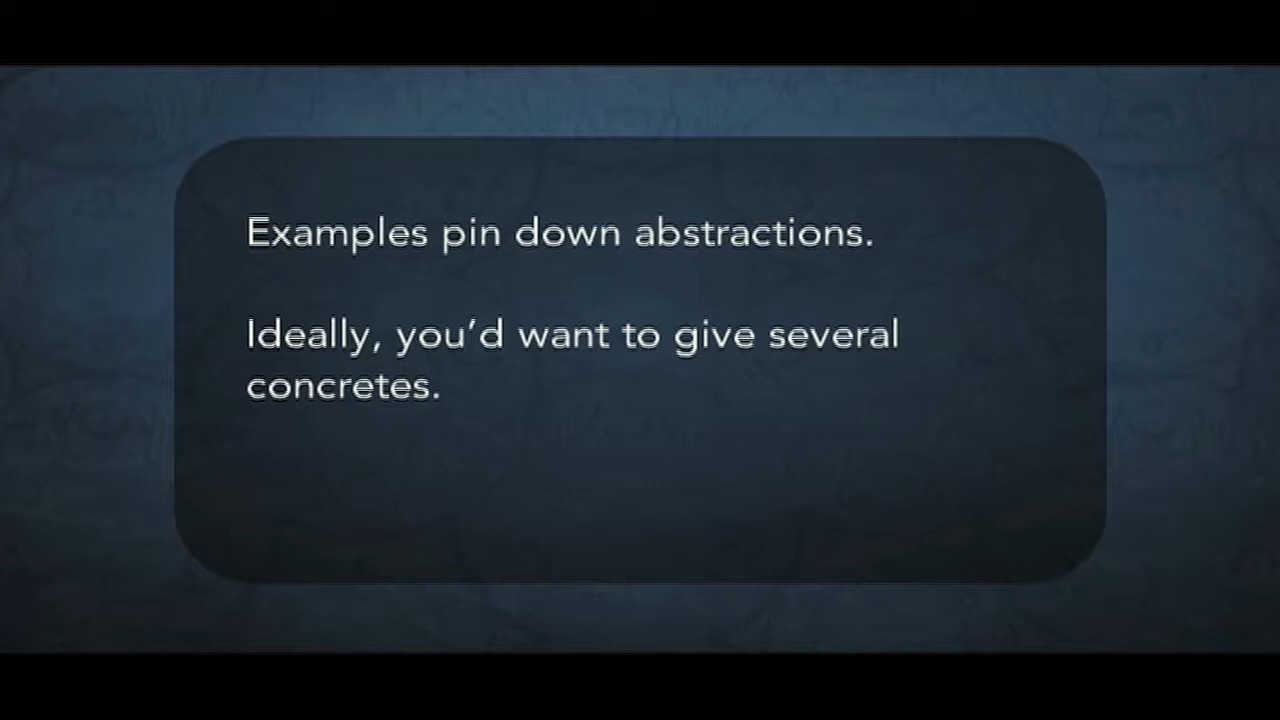 Examples pin down abstractions.
Ideally, you’d want to give several
concretes.